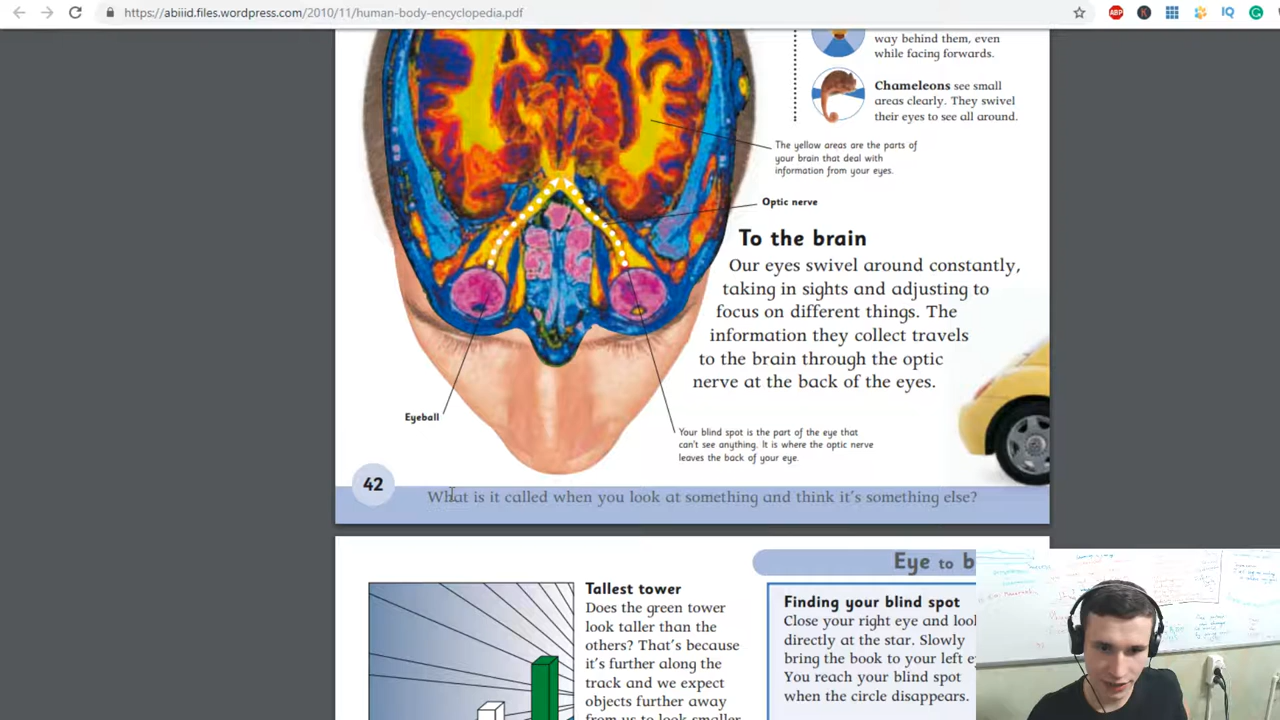 https://abiiid.files.wordpress.com/2010/11/human-body-encyclopedia.pdf
ABP
K
IQ
G
way behind them, even
while facing forwards.
Chameleons see small
areas clearly. They swivel
their eyes to see all around.
The yellow areas are the parts of
your brain that deal with
information from your eyes.
Optic nerve
To the brain
Our eyes swivel around constantly,
taking in sights and adjusting to
focus on different things. The
information they collect travels
to the brain through the optic
nerve at the back of the eyes.
Eyeball
Your blind spot is the part of the eye that
can't see anything. It is where the optic nerve
leaves the back of your eye.
42
What is it called when you look at something and think it's something else?
Eye to b
Tallest tower
Does the green tower
look taller than the
others? That's because
it's further along the
track and we expect
objects further away
from us to look smaller
Finding your blind spot
Close your right eye and look
directly at the star. Slowly
bring the book to your left e
You reach your blind spot
when the circle disappears.